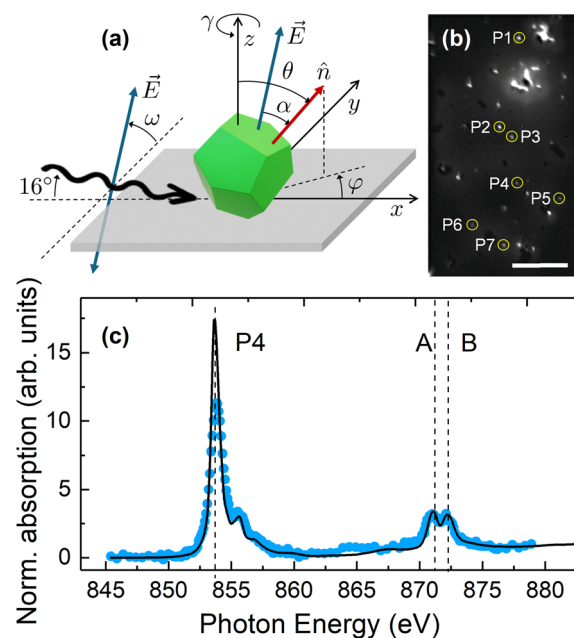 (a)
γ
z
E⃗
θ
n̂
α
y
E⃗
ω
16°
φ
x
(b)
P1
P2
P3
P4
P5
P6
P7
(c)
P4
A
B
Norm. absorption (arb. units)
15
10
5
0
845 850 855 860 865 870 875 880
Photon Energy (eV)